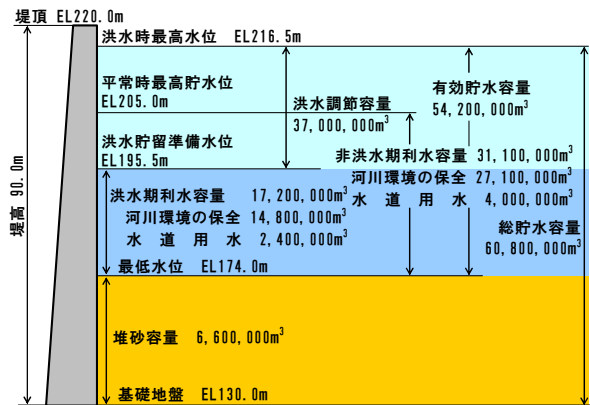 堤頂 EL220.0m
洪水時最高水位 EL216.5m
平常時最高貯水位
EL205.0m
洪水調節容量
37,000,000m³
有効貯水容量
54,200,000m³
洪水貯留準備水位
EL195.5m
非洪水期利水容量 31,100,000m³
河川環境の保全 27,100,000m³
水道用水 4,000,000m³
洪水期利水容量 17,200,000m³
河川環境の保全 14,800,000m³
水道用水 2,400,000m³
総貯水容量
60,800,000m³
最低水位 EL174.0m
堤高 90.0m
堆砂容量 6,600,000m³
基礎地盤 EL130.0m